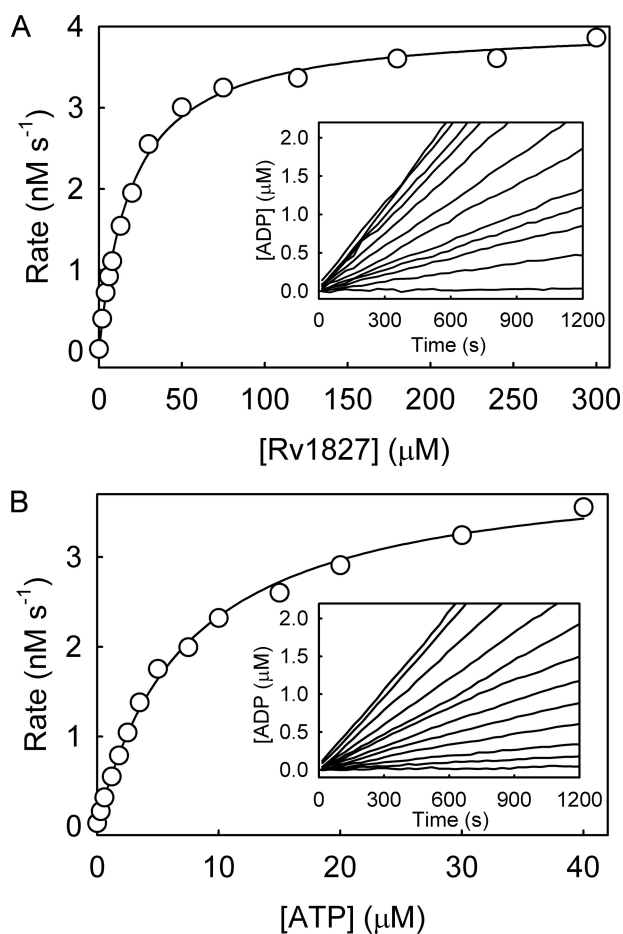 A
Rate (nM s-1)
4
3
2
1
0
[ADP] (μM)
2.0
1.5
1.0
0.5
0.0
0 300 600 900 1200
Time (s)
0 50 100 150 200 250 300
[Rv1827] (μM)
B
Rate (nM s-1)
3
2
1
0
[ADP (μM)
2.0
1.5
1.0
0.5
0.0
0 300 600 900 1200
Time (s)
0 10 20 30 40
[ATP] (μM)